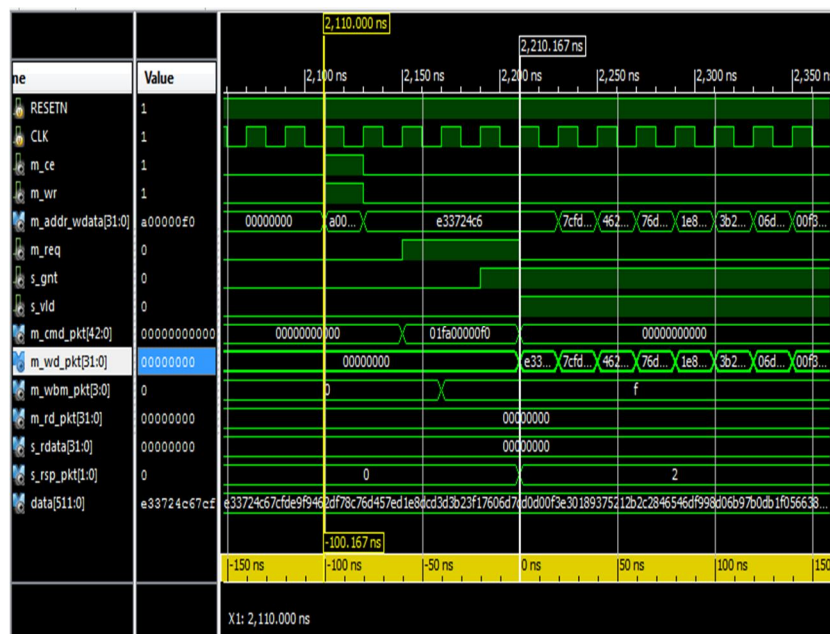 2,110.000 ns
2,210.167 ns
ne Value 2,100 ns 2,150 ns 2,200 ns 2,250 ns 2,300 ns 2,350 n
RESETN 1
CLK 1
m_ce 1
m_wr 1
m_addr_wdata[31:0] a00000f0 00000000 a00... e33724c6 7cfd... 462... 76d... 1e8... 3b2... 06d... 00f3...
m_req 0
s_gnt 0
s_vld 0
m_cmd_pkt[42:0] 00000000000 00000000000 01fa00000f0 00000000000
m_wd_pkt[31:0] 00000000 00000000 e33... 7cfd... 462... 76d... 1e8... 3b2... 06d... 00f3...
m_wbm_pkt[3:0] 0 0 f
m_rd_pkt[31:0] 00000000 00000000
s_rdata[31:0] 00000000 00000000
s_rsp_pkt[1:0] 0 0 2
data[511:0] e33724c67cf
-100.167 ns
-150 ns -100 ns -50 ns 0 ns 50 ns 100 ns 150
X1: 2,110.000 ns